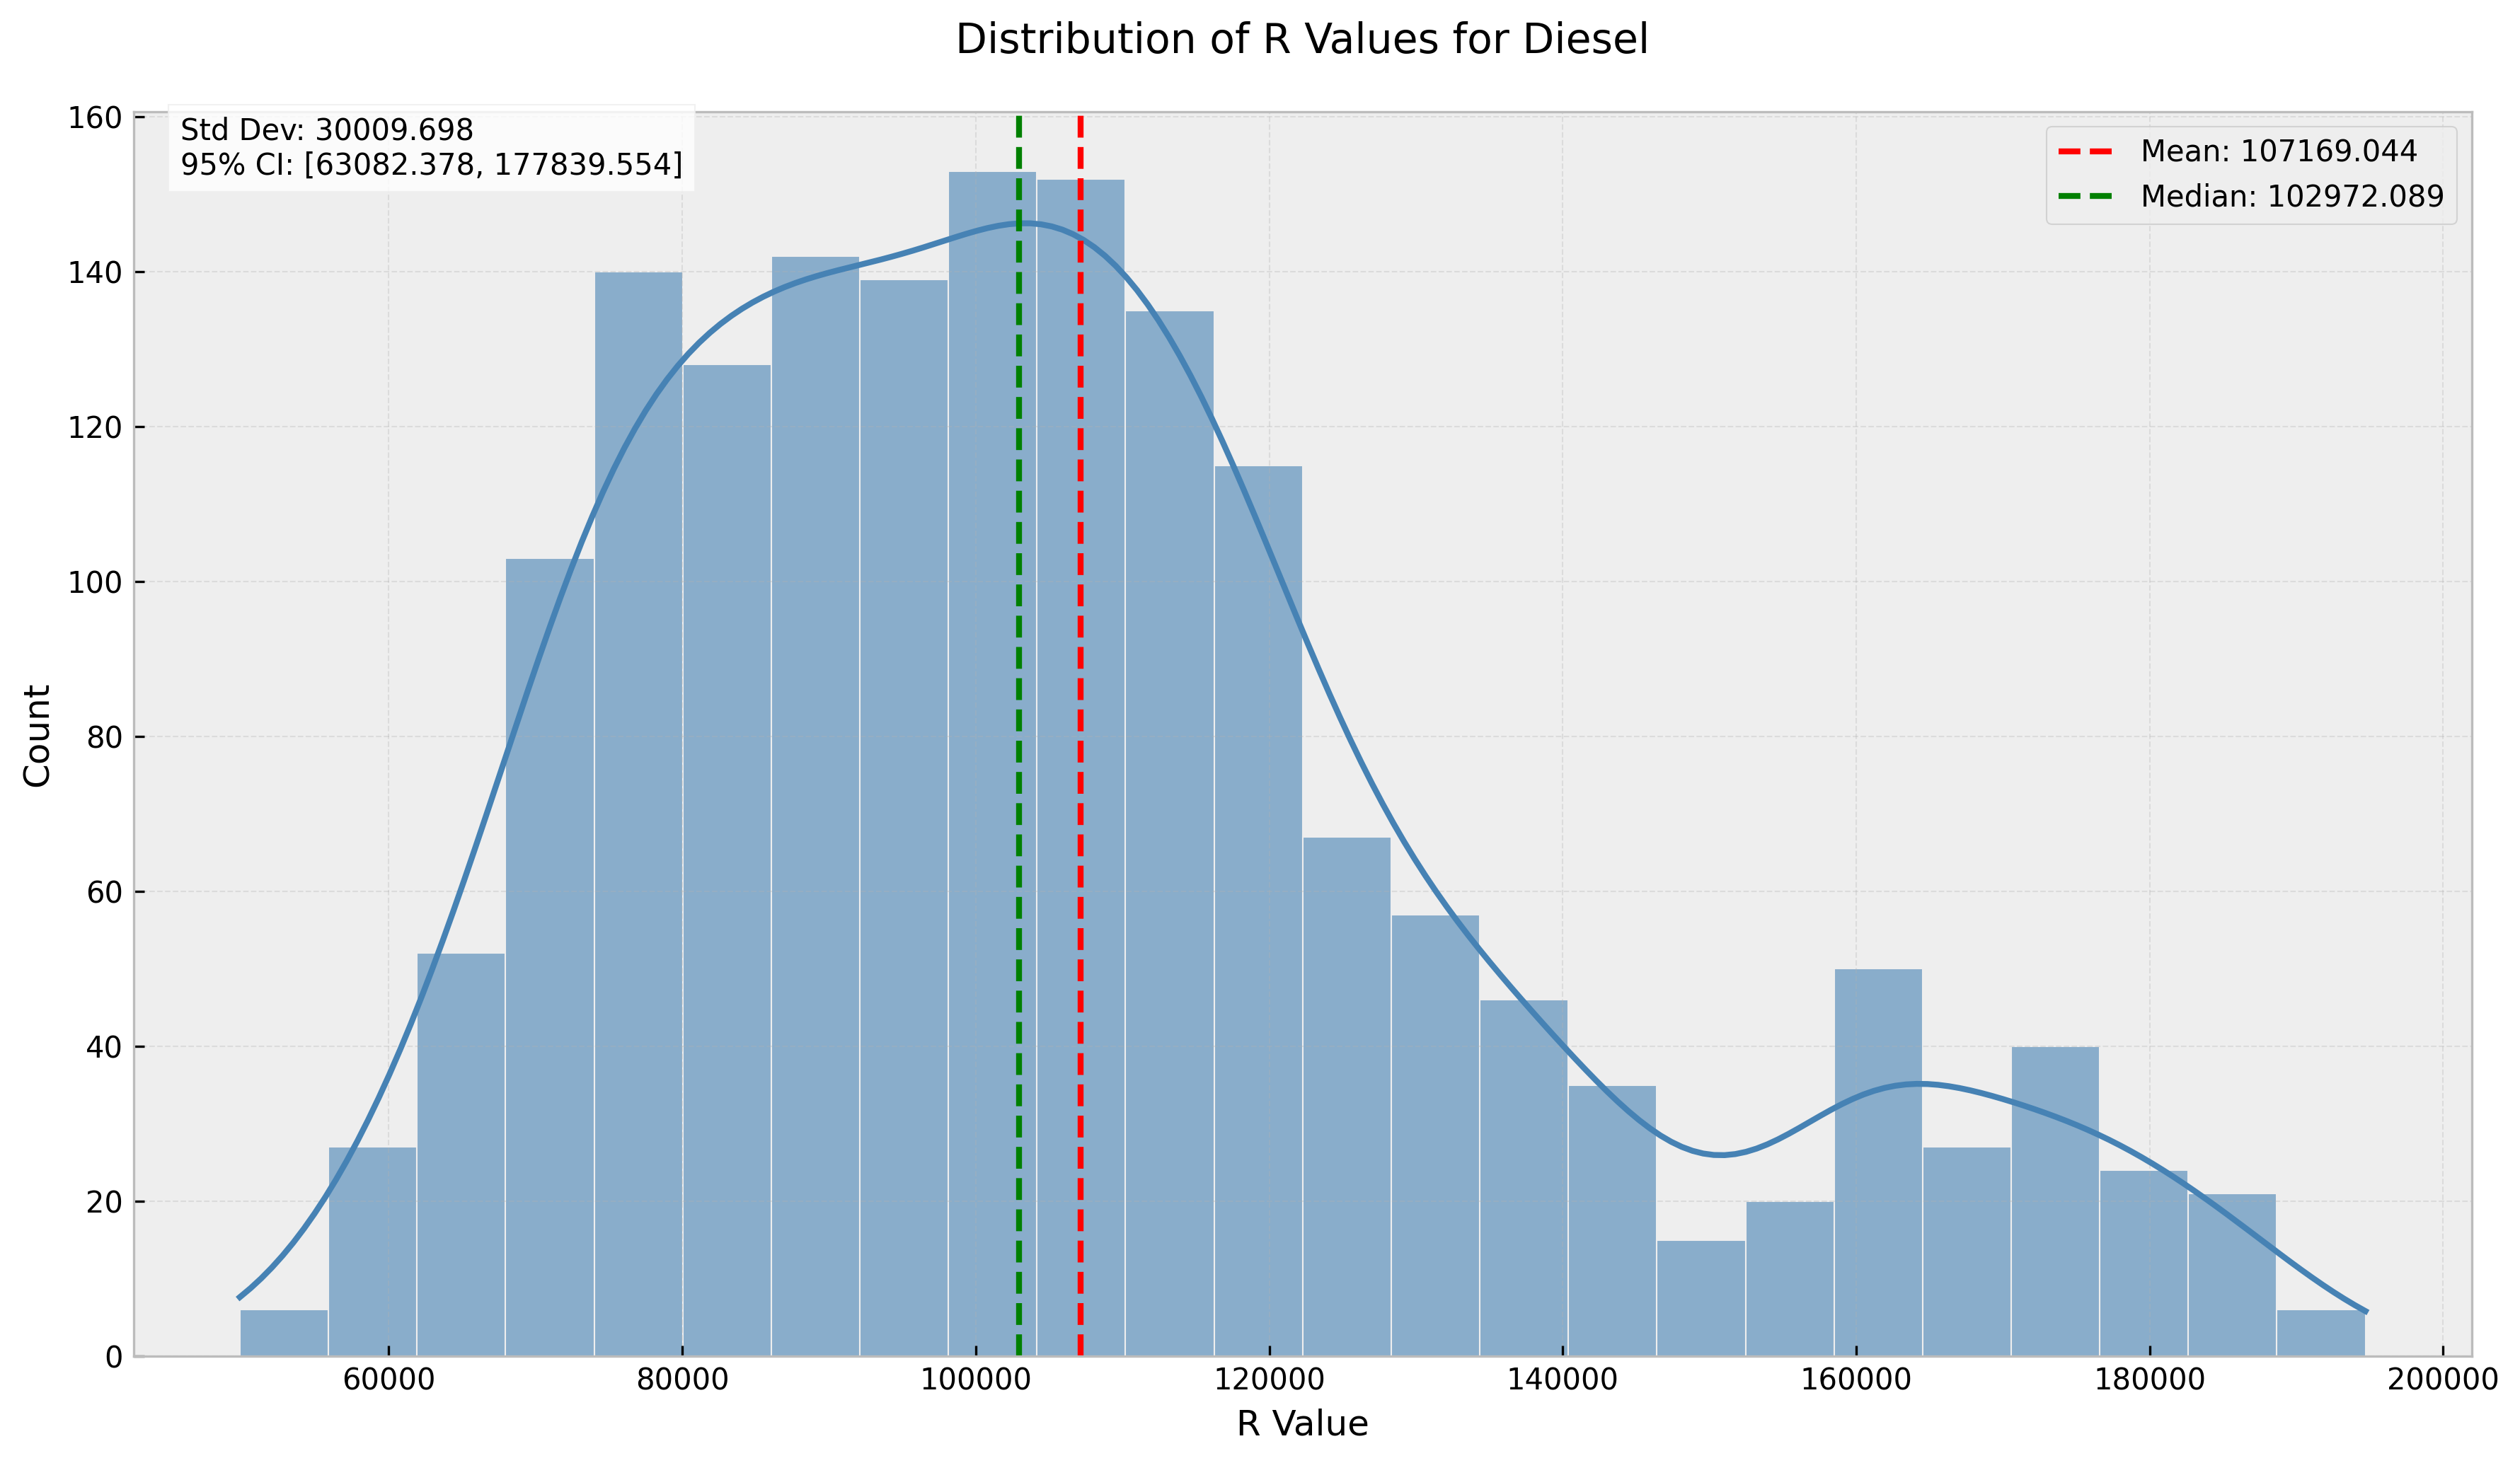 Distribution of R Values for Diesel
Std Dev: 30009.698
95% CI: [63082.378, 177839.554]
Mean: 107169.044
Median: 102972.089
160
140
120
100
80
60
40
20
0
Count
60000
80000
100000
120000
140000
160000
180000
200000
R Value